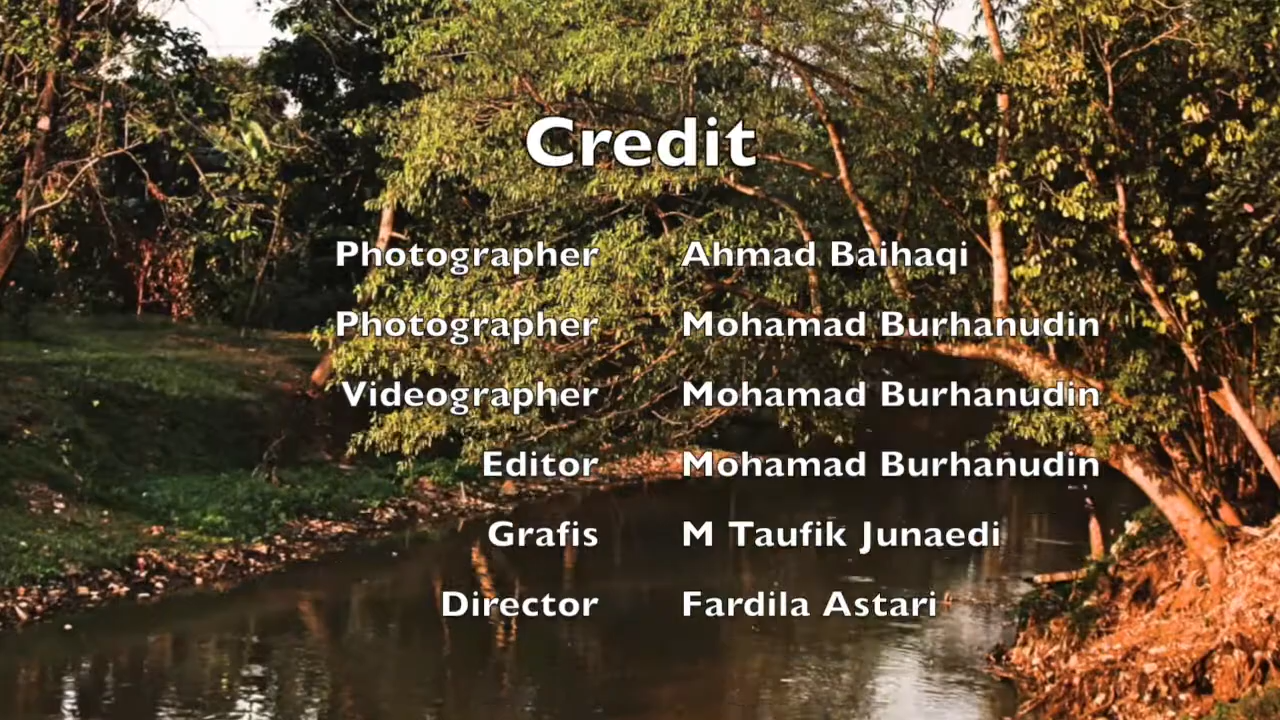 Credit
Photographer Ahmad Baihaqi
Photographer Mohamad Burhanudin
Videographer Mohamad Burhanudin
Editor Mohamad Burhanudin
Grafis M Taufik Junaedi
Director Fardila Astari